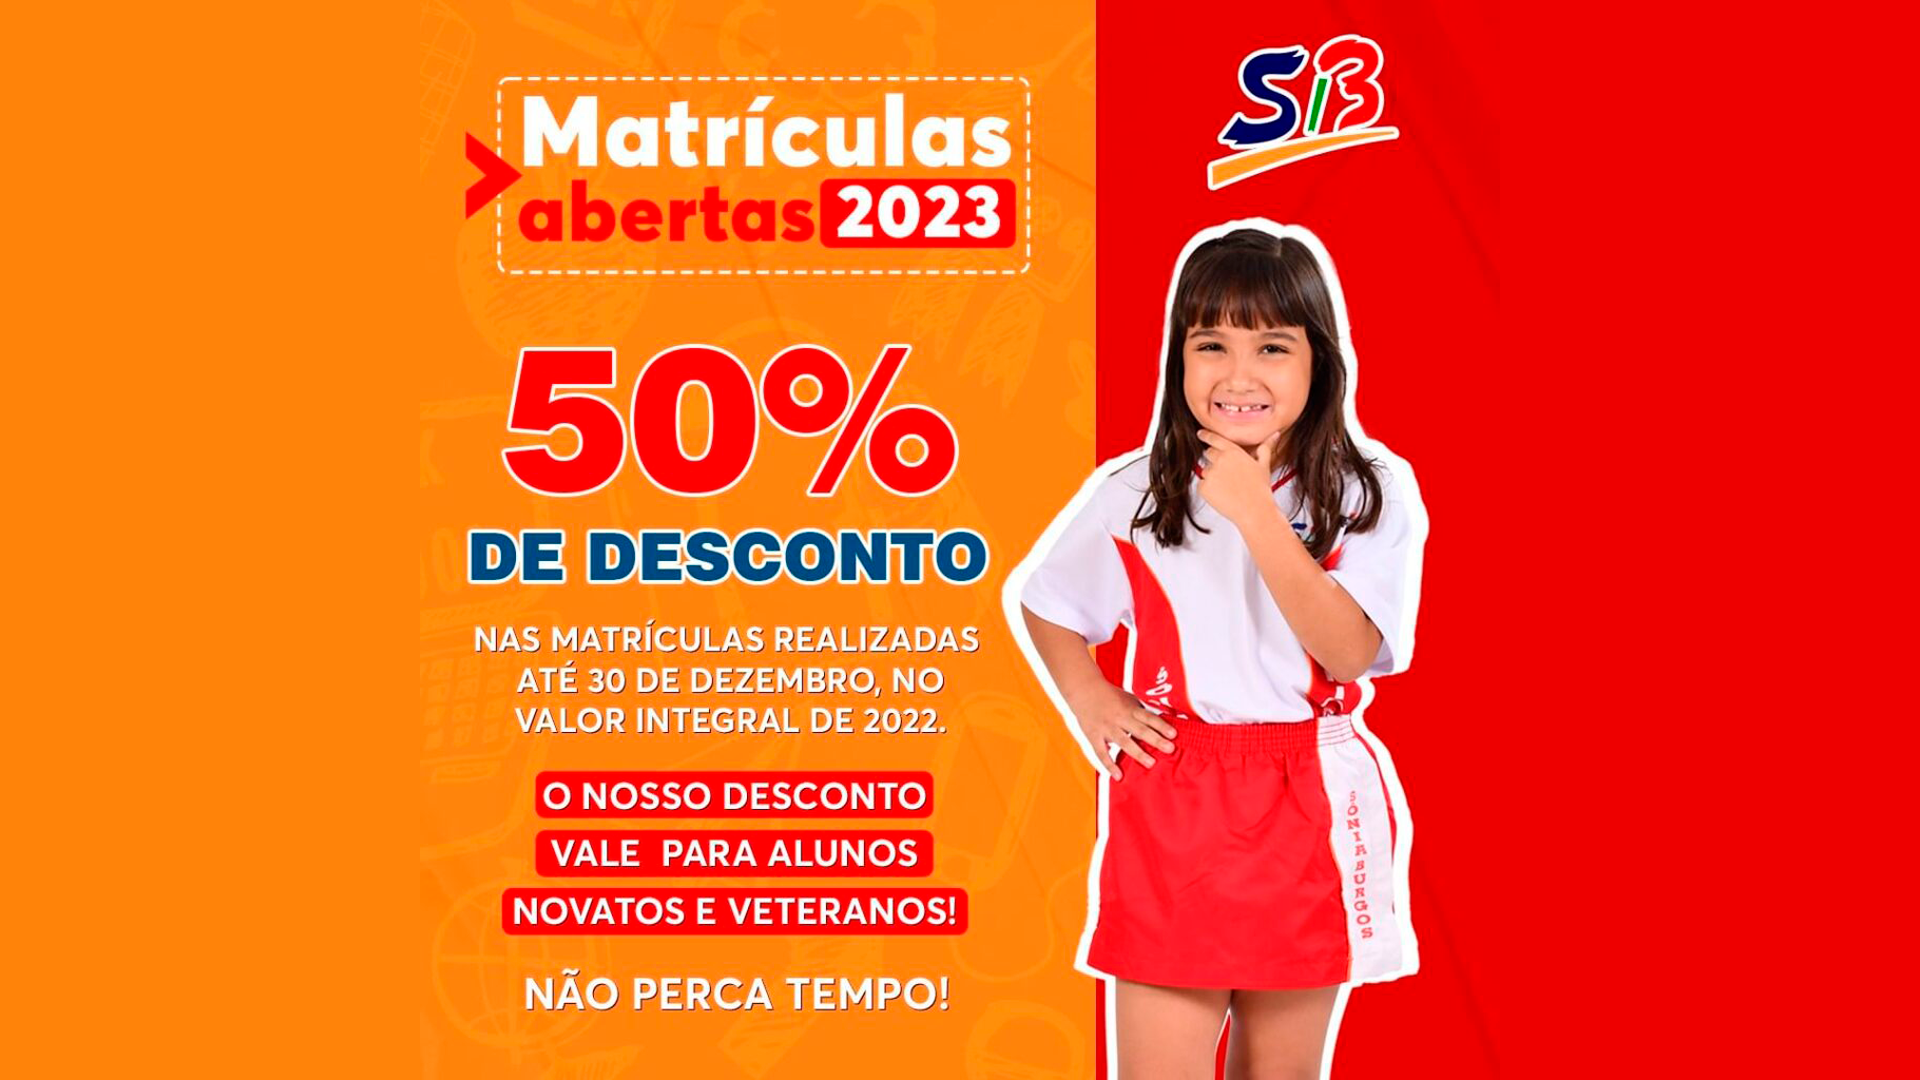 Matrículas
abertas 2023
SiB
50%
DE DESCONTO
NAS MATRÍCULAS REALIZADAS
ATÉ 30 DE DEZEMBRO, NO
VALOR INTEGRAL DE 2022.
O NOSSO DESCONTO
VALE PARA ALUNOS
NOVATOS E VETERANOS!
NÃO PERCA TEMPO!
SONIA BURGOS